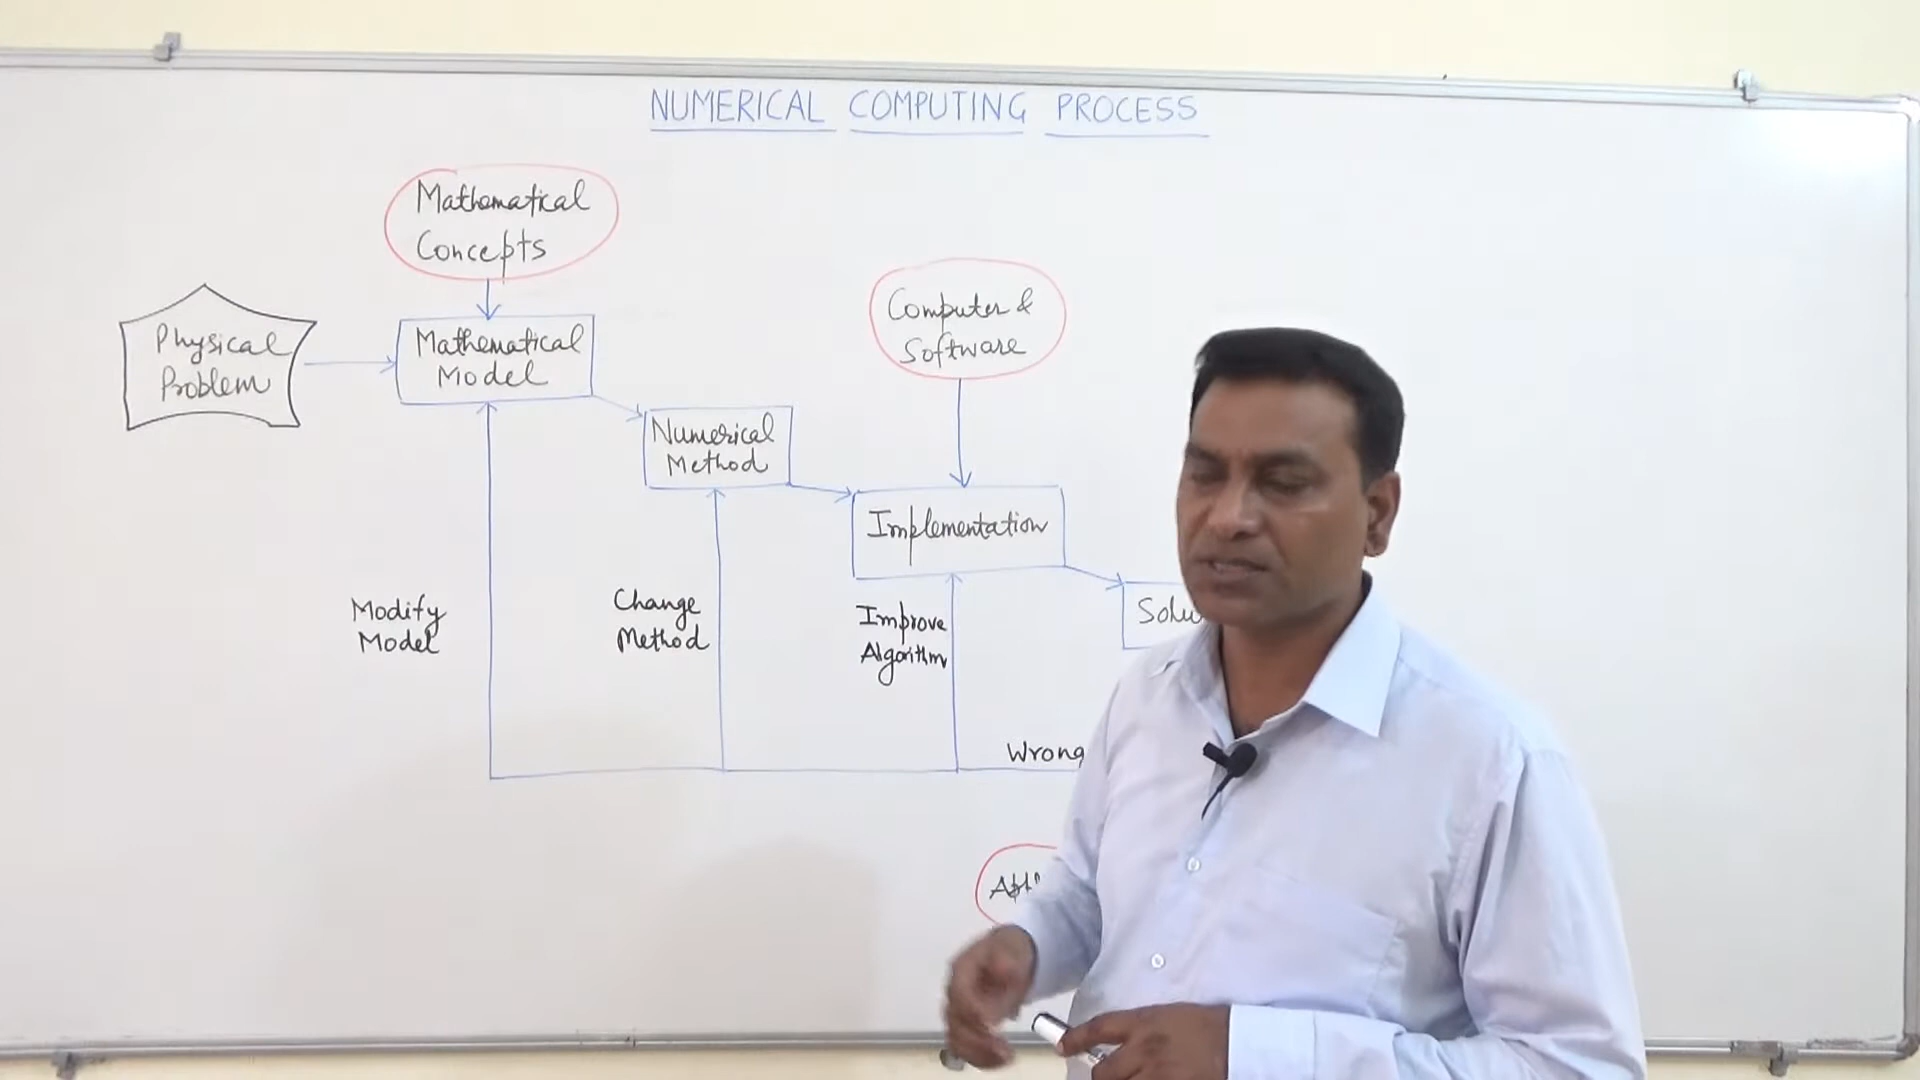 NUMERICAL COMPUTING PROCESS
Mathematical
Concepts
Physical
Problem
Mathematical
Model
Computer &
Software
Numerical
Method
Implementation
Modify
Model
Change
Method
Improve
Algorithm
Wrong